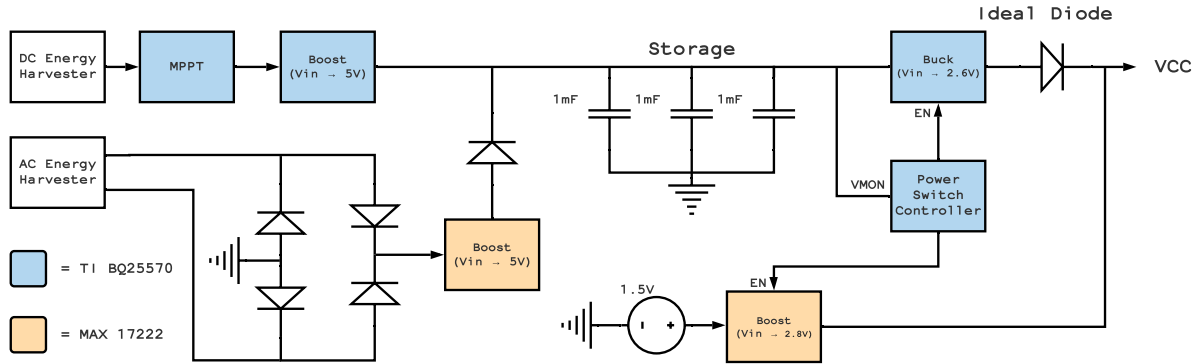 Ideal Diode
DC Energy
Harvester
MPPT
Boost
(Vin → 5V)
Storage
Buck
(Vin → 2.6V)
VCC
1mF
1mF
1mF
EN
AC Energy
Harvester
VMON
Power
Switch
Controller
Boost
(Vin → 5V)
= TI BQ25570
EN
1.5V
- +
Boost
(Vin → 2.8V)
= MAX 17222